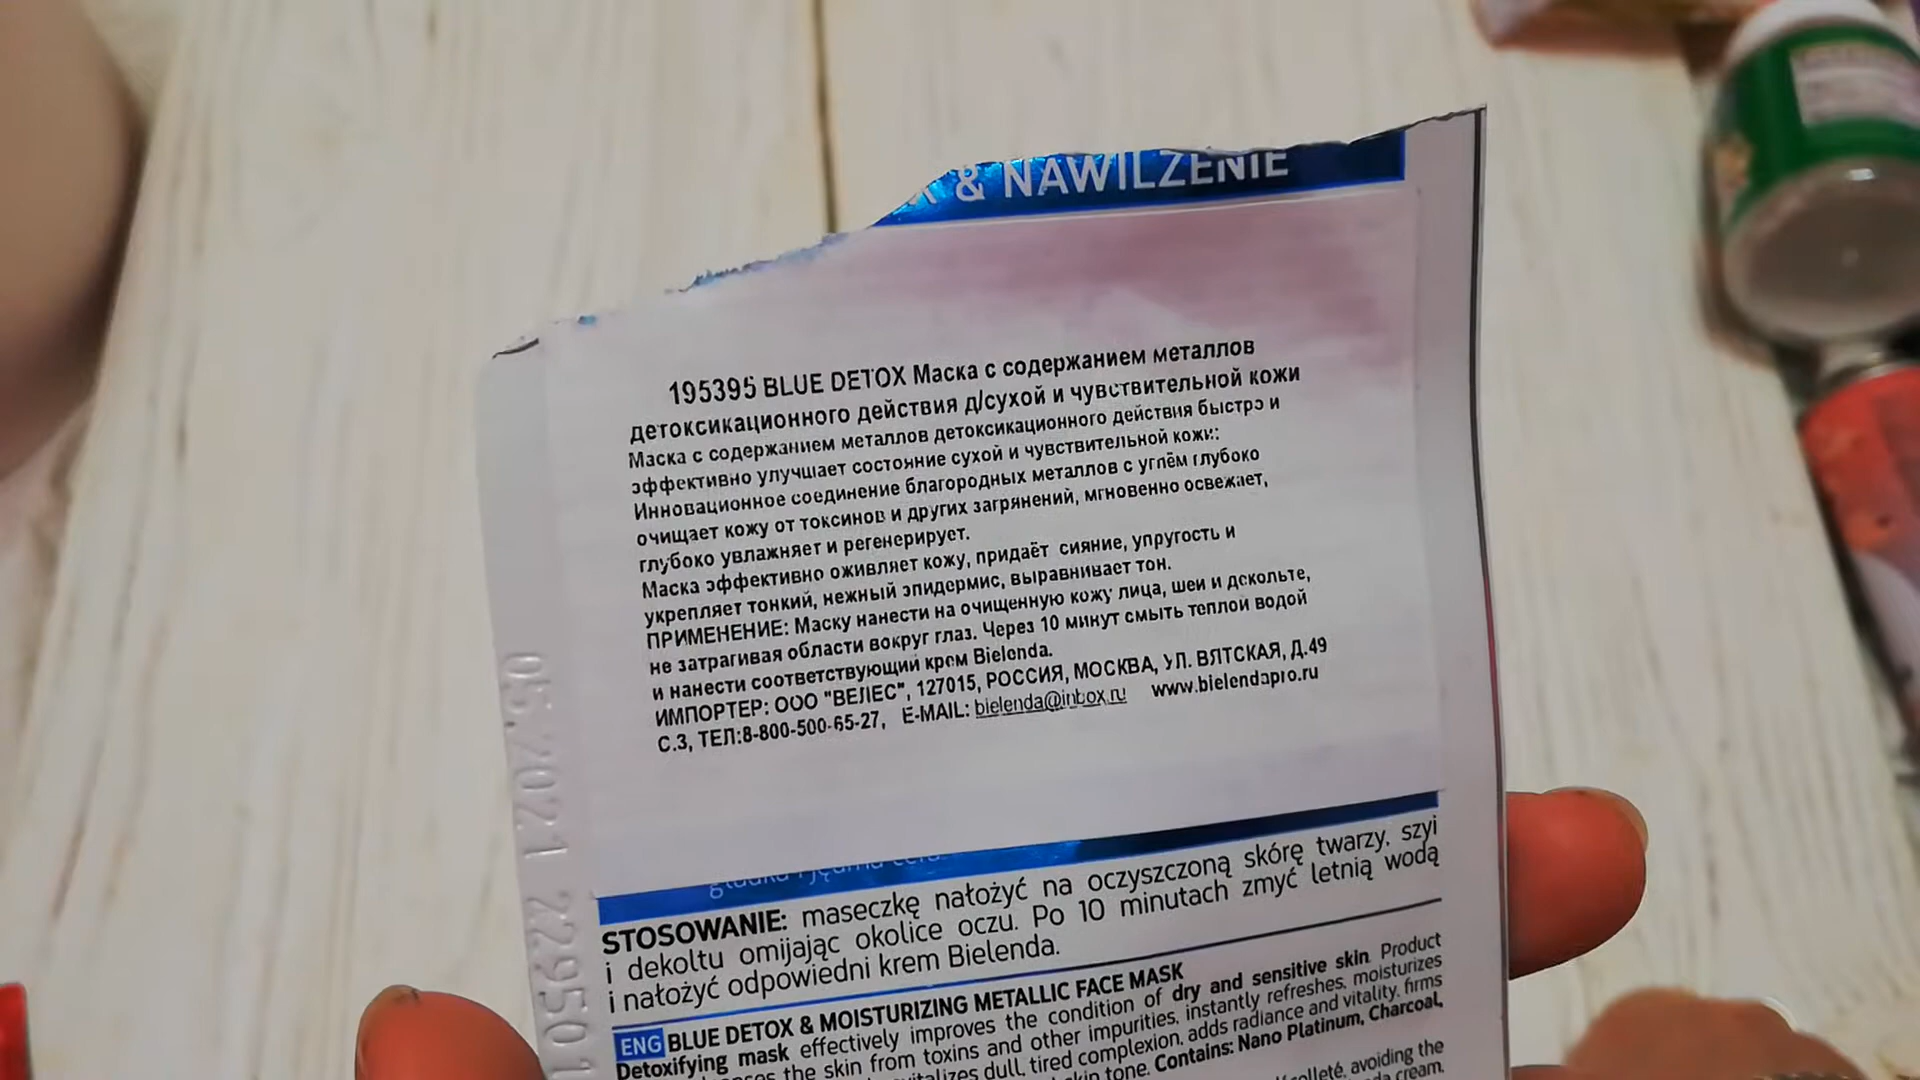 & NAWILŻENIE
195395 BLUE DETOX Маска с содержанием металлов
детоксикационного действия д/сухой и чувствительной кожи
Маска с содержанием металлов детоксикационного действия быстро и
эффективно улучшает состояние сухой и чувствительной кожи:
Инновационное соединение благородных металлов с углём глубоко
очищает кожу от токсинов и других загрянений, мгновенно освежает,
глубоко увлажняет и регенерирует.
Маска эффективно оживляет кожу, придаёт сияние, упругость и
укрепляет тонкий, нежный эпидермис, выравнивает тон.
ПРИМЕНЕНИЕ: Маску нанести на очищенную кожу лица, шеи и декольте,
не затрагивая области вокруг глаз. Через 10 минут смыть теплой водой
и нанести соответствующий крем Bielenda.
ИМПОРТЕР: ООО "ВЕЛЕС", 127015, РОССИЯ, МОСКВА, УЛ. ВЯТСКАЯ, Д.49
С.3, ТЕЛ:8-800-500-65-27, E-MAIL: bielenda@inbox.ru www.bielendapro.ru
STOSOWANIE: maseczkę nałożyć na oczyszczoną skórę twarzy, szyi
i dekoltu omijając okolice oczu. Po 10 minutach zmyć letnią wodą
i nałożyć odpowiedni krem Bielenda.
ENG BLUE DETOX & MOISTURIZING METALLIC FACE MASK
Detoxifying mask effectively improves the condition of dry and sensitive skin. Product
the skin from toxins and other impurities, instantly refreshes, moisturizes
dull, tired complexion, adds radiance and vitality, firms
skin tone. Contains: Nano Platinum, Charcoal,
avoiding the
cream.
05.2021 229501